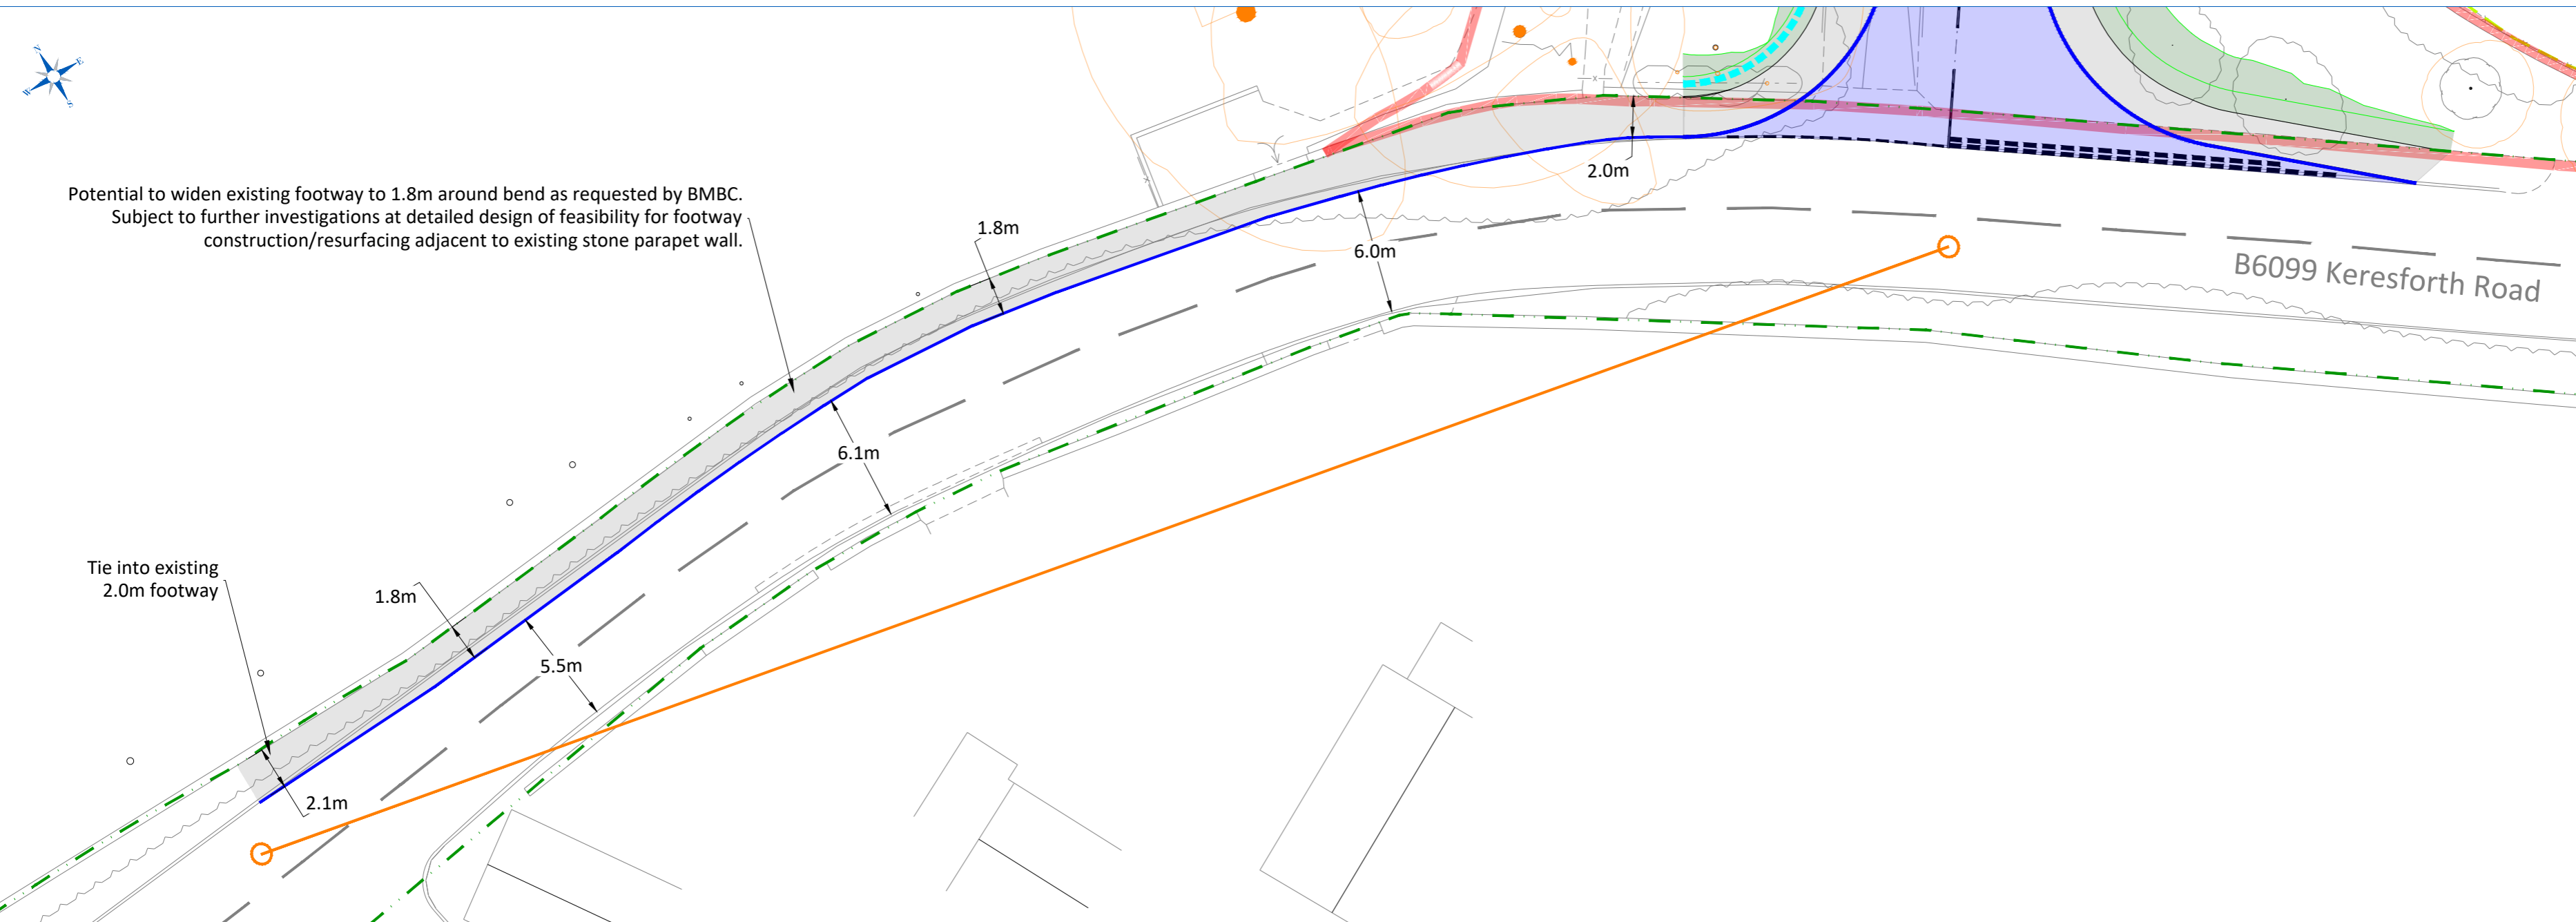 N
E
W
S
Potential to widen existing footway to 1.8m around bend as requested by BMBC.
Subject to further investigations at detailed design of feasibility for footway
construction/resurfacing adjacent to existing stone parapet wall.
1.8m
2.0m
6.0m
B6099 Keresforth Road
6.1m
Tie into existing
2.0m footway
1.8m
5.5m
2.1m